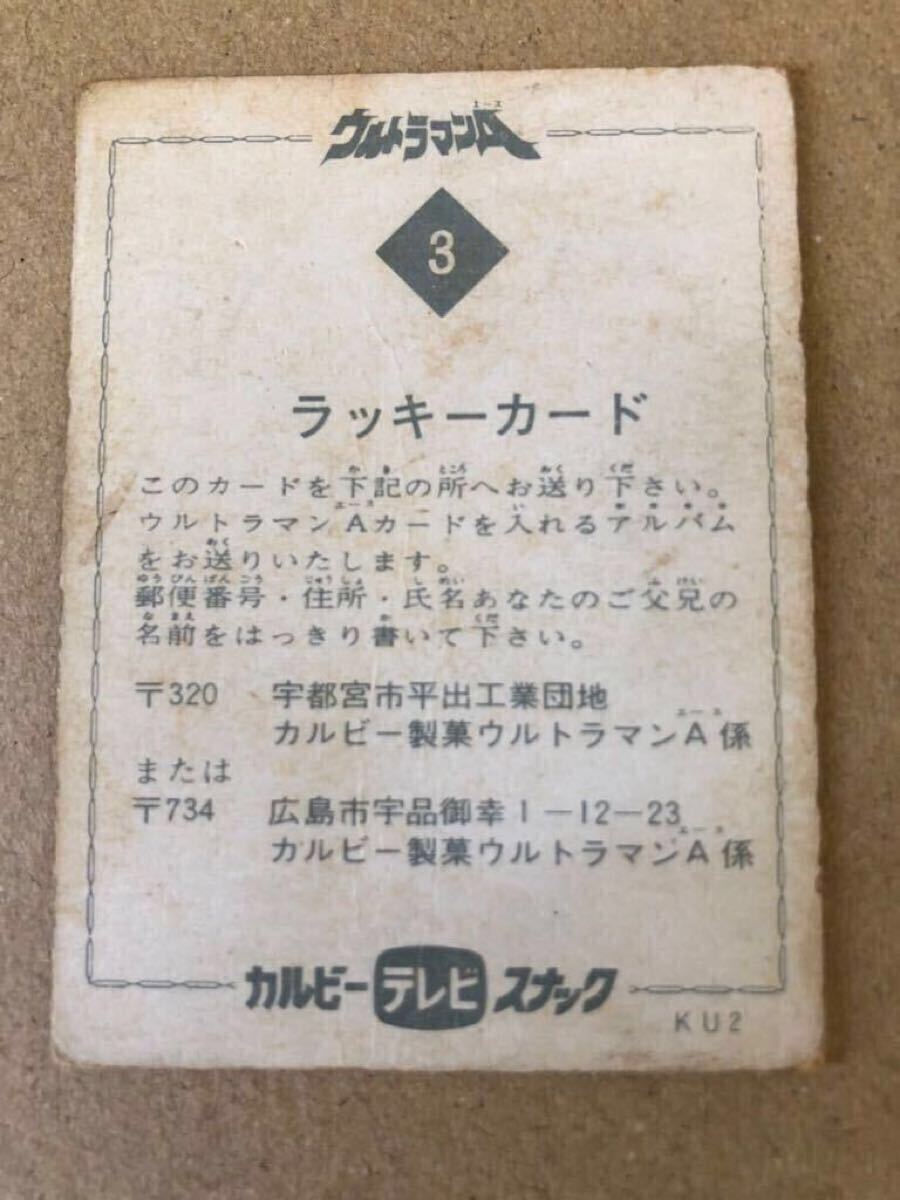 ウルトラマンA
エース
3
ラッキーカード
このカードを下記の所へお送り下さい。
ウルトラマンAカードを入れるアルバム
をお送りいたします。
郵便番号・住所・氏名あなたのご父兄の
名前をはっきり書いて下さい。
〒320 宇都宮市平出工業団地
カルビー製菓ウルトラマンA係
または
〒734 広島市宇品御幸1-12-23
カルビー製菓ウルトラマンA係
カルビーテレビスナック
KU2